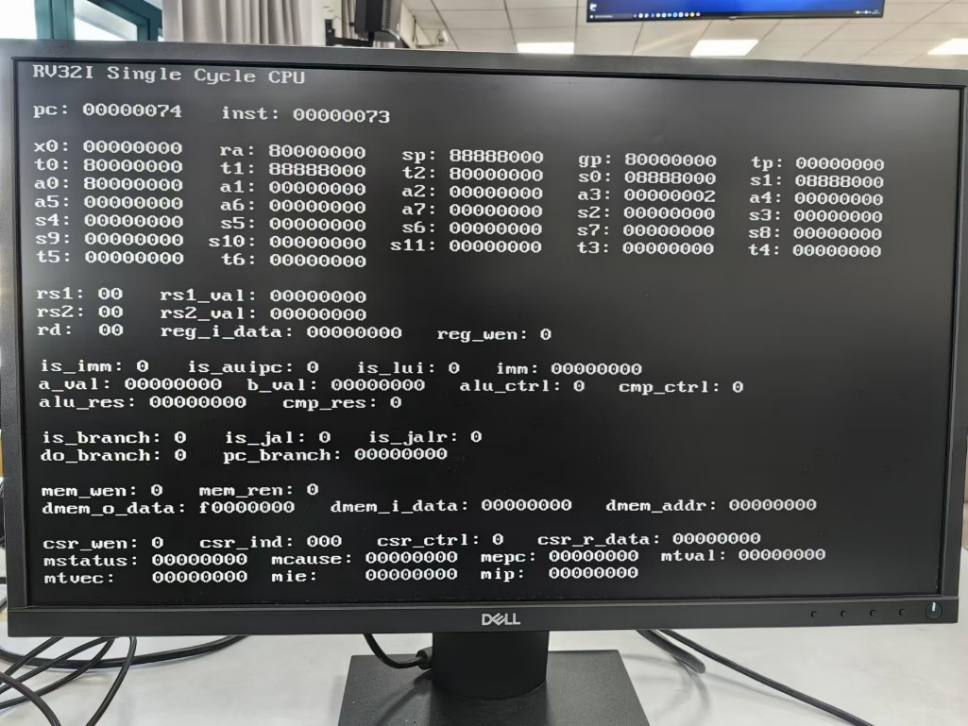 RV32I Single Cycle CPU
pc: 00000074 inst: 00000073
x0: 00000000 ra: 80000000 sp: 88888000 gp: 80000000 tp: 00000000
t0: 80000000 t1: 88888000 t2: 80000000 s0: 08888000 s1: 08888000
a0: 80000000 a1: 00000000 a2: 00000000 a3: 00000002 a4: 00000000
a5: 00000000 a6: 00000000 a7: 00000000 s2: 00000000 s3: 00000000
s4: 00000000 s5: 00000000 s6: 00000000 s7: 00000000 s8: 00000000
s9: 00000000 s10: 00000000 s11: 00000000 t3: 00000000 t4: 00000000
t5: 00000000 t6: 00000000
rs1: 00 rs1_val: 00000000
rs2: 00 rs2_val: 00000000
rd: 00 reg_i_data: 00000000 reg_wen: 0
is_imm: 0 is_auipc: 0 is_lui: 0 imm: 00000000
a_val: 00000000 b_val: 00000000 alu_ctrl: 0 cmp_ctrl: 0
alu_res: 00000000 cmp_res: 0
is_branch: 0 is_jal: 0 is_jalr: 0
do_branch: 0 pc_branch: 00000000
mem_wen: 0 mem_ren: 0
dmem_o_data: f0000000 dmem_i_data: 00000000 dmem_addr: 00000000
csr_wen: 0 csr_ind: 000 csr_ctrl: 0 csr_r_data: 00000000
mstatus: 00000000 mcause: 00000000 mepc: 00000000 mtval: 00000000
mtvec: 00000000 mie: 00000000 mip: 00000000
DELL